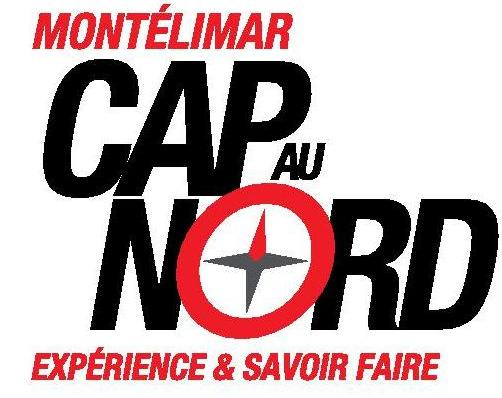 MONTÉLIMAR
CAP AU
NORD
EXPÉRIENCE & SAVOIR FAIRE